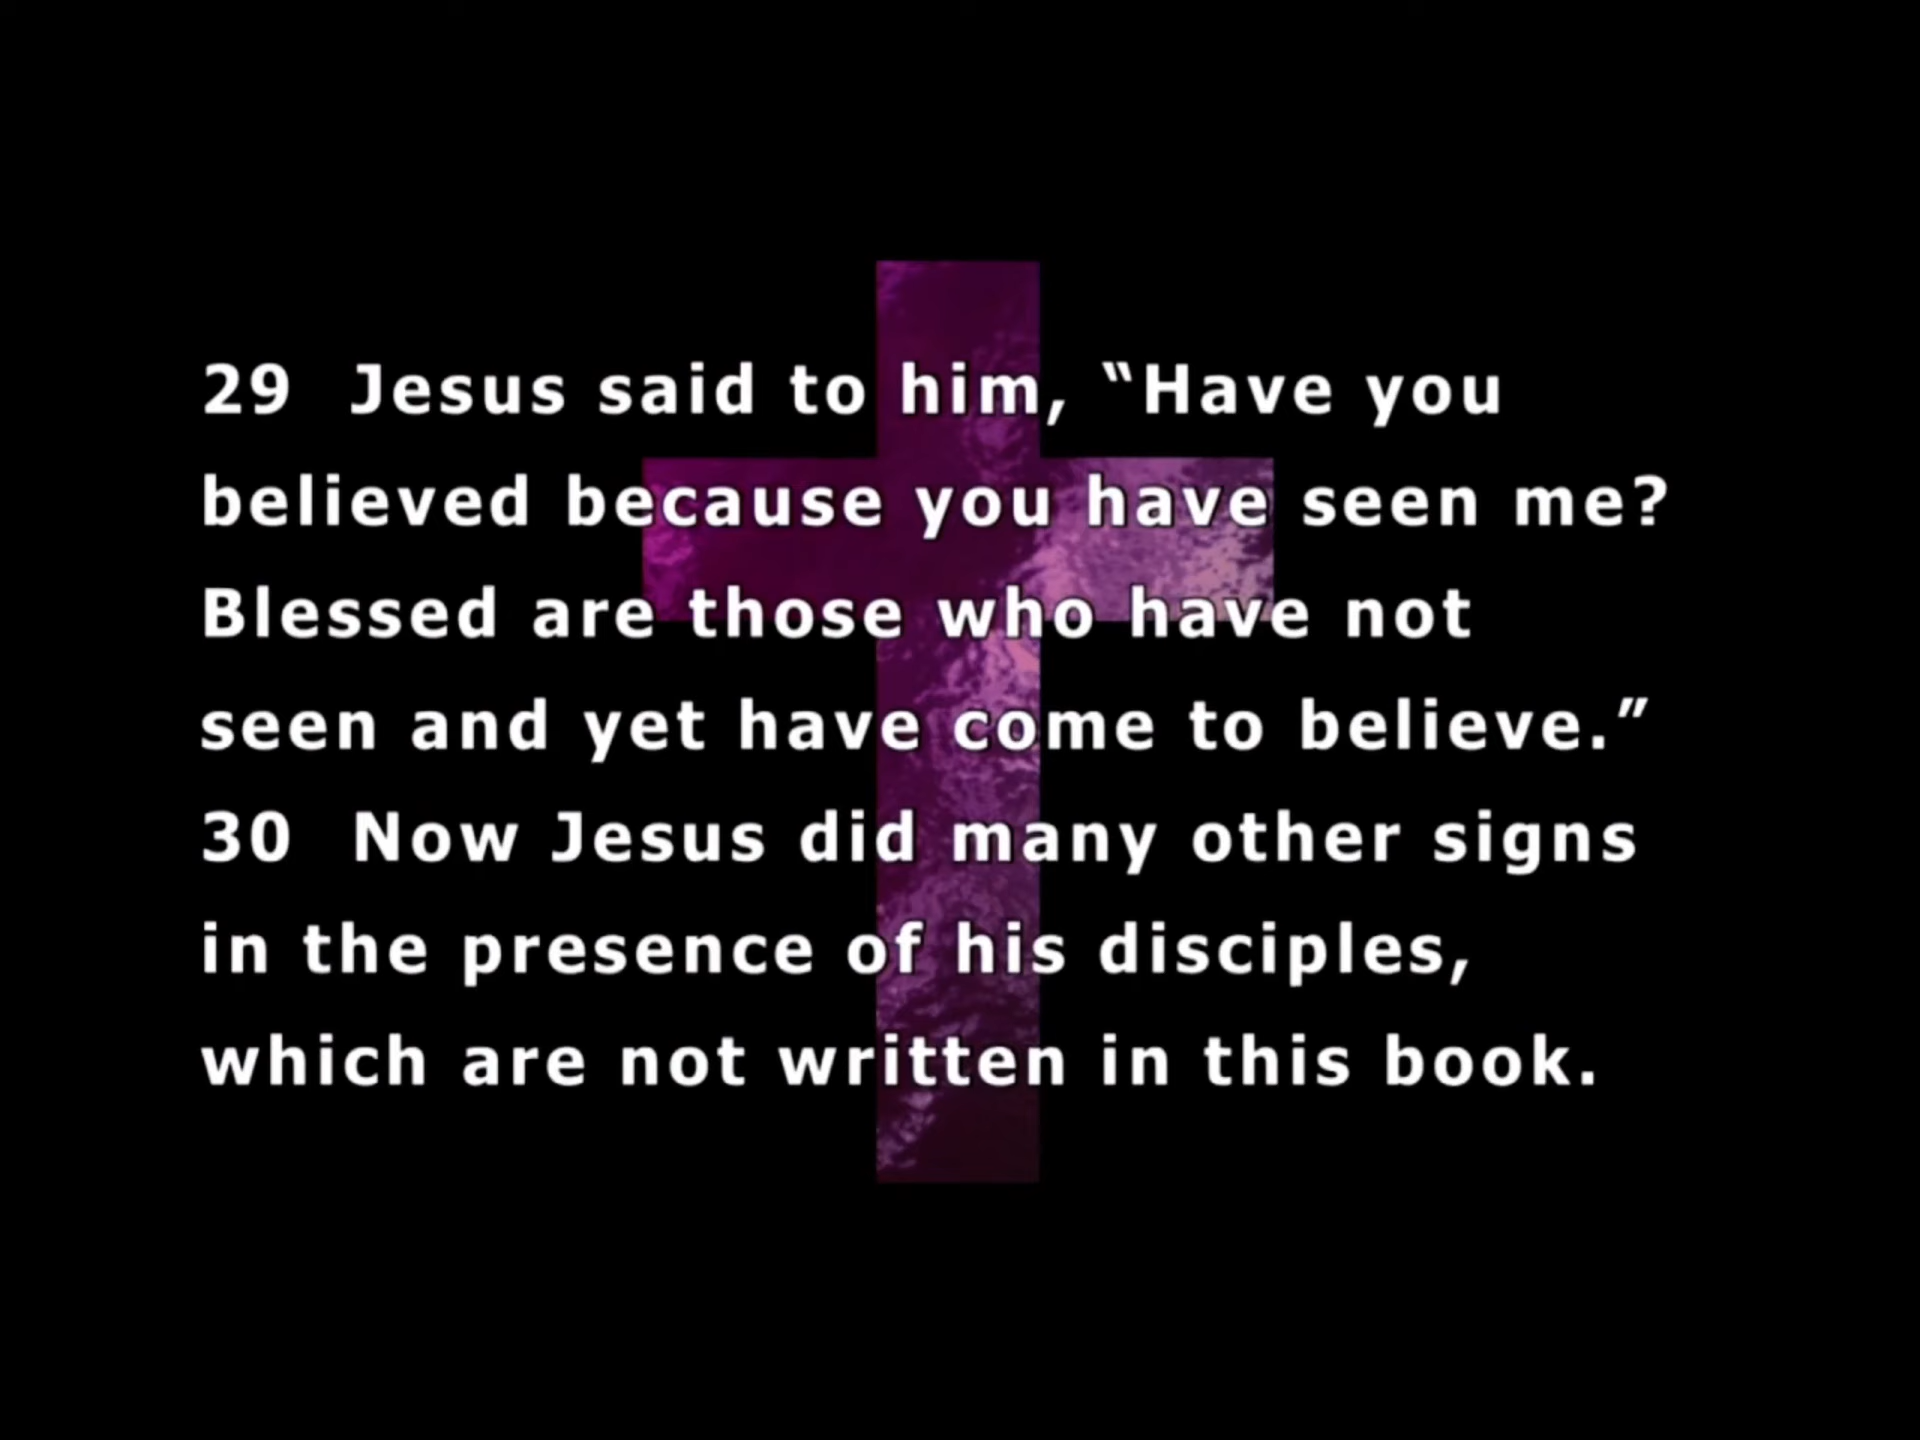 29  Jesus said to him, “Have you
believed because you have seen me?
Blessed are those who have not
seen and yet have come to believe.”
30  Now Jesus did many other signs
in the presence of his disciples,
which are not written in this book.